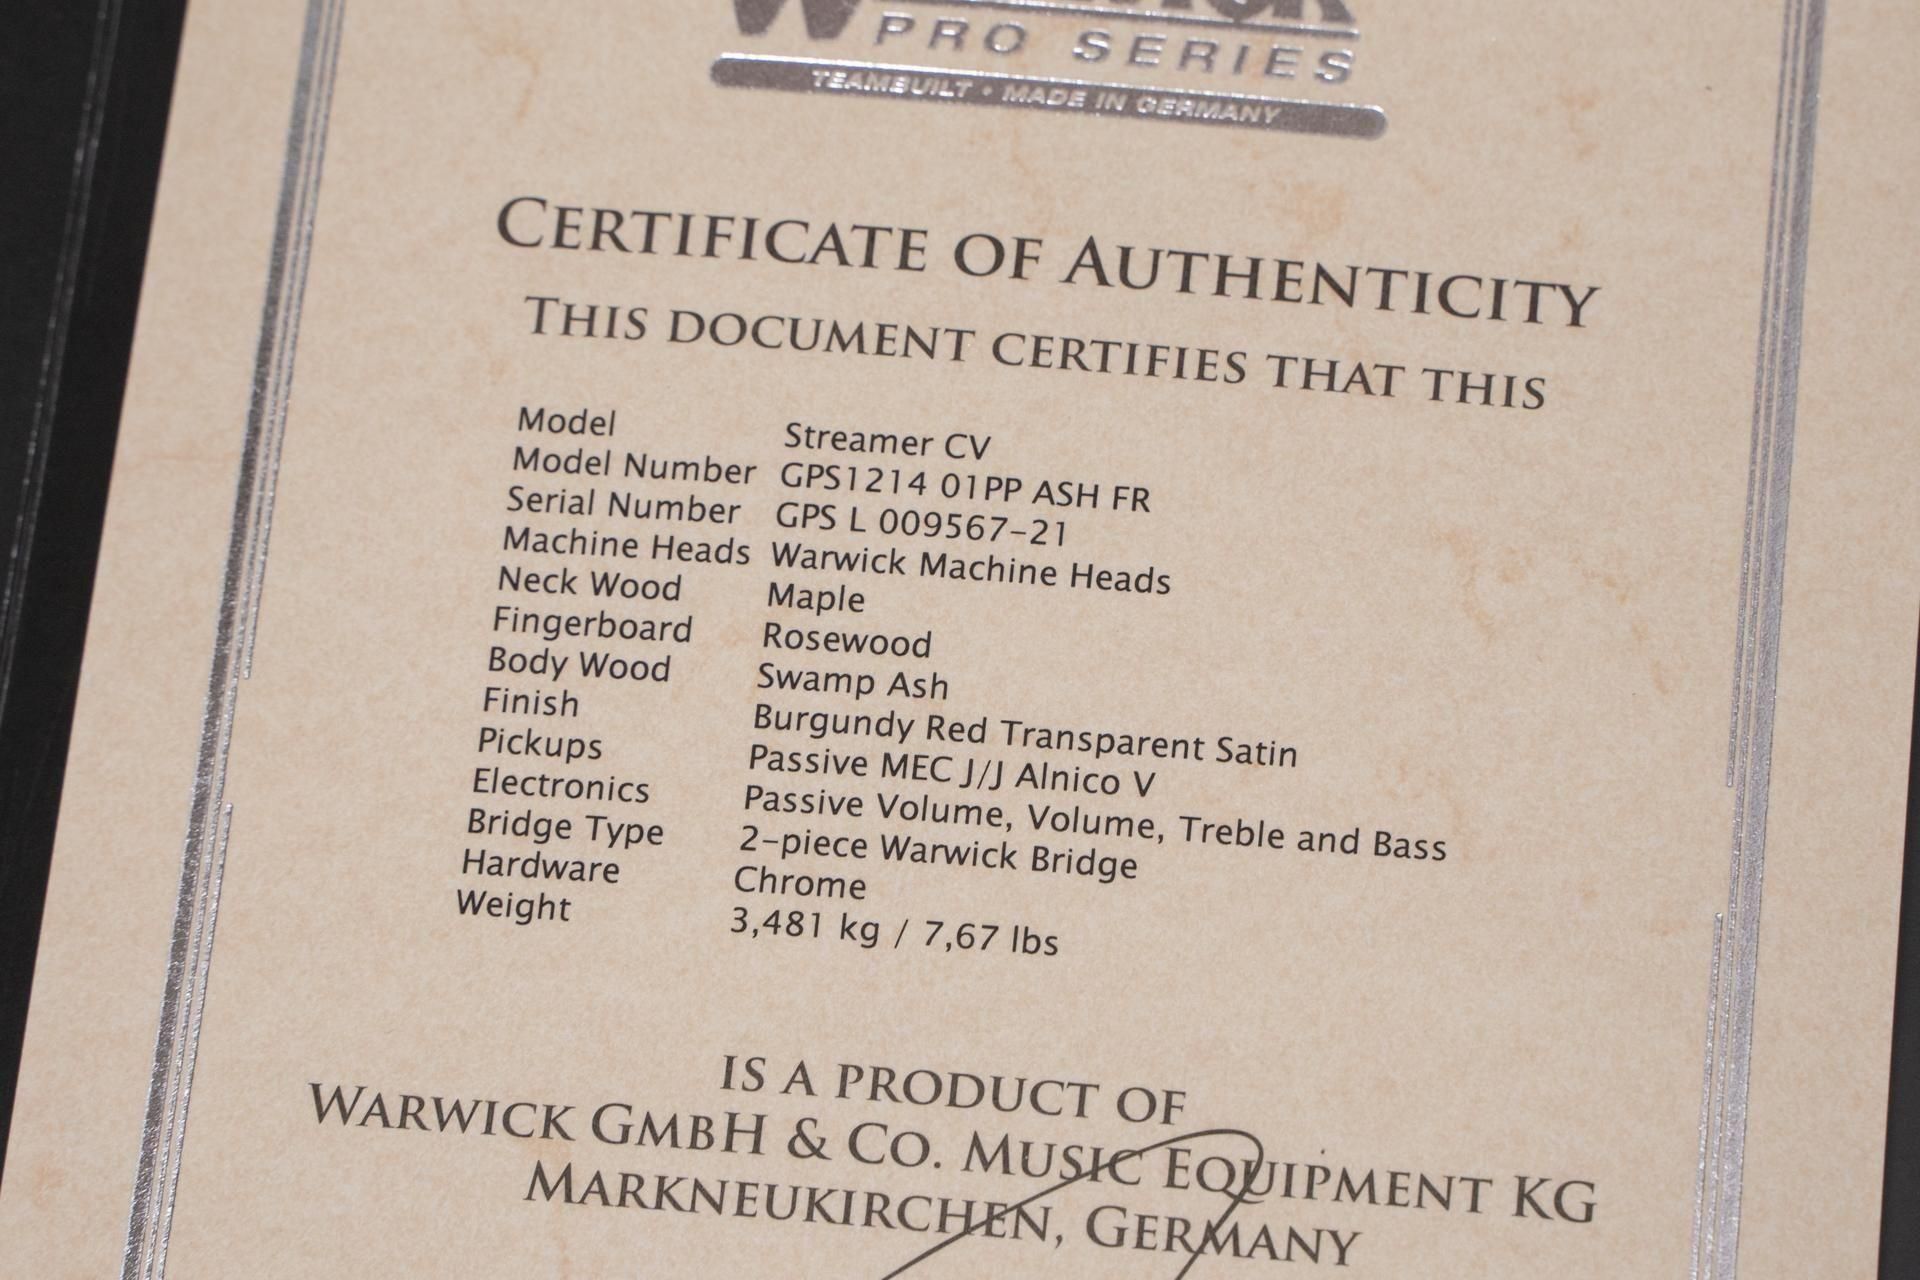 PRO SERIES
TEAMBUILT • MADE IN GERMANY
CERTIFICATE OF AUTHENTICITY
THIS DOCUMENT CERTIFIES THAT THIS
Model Streamer CV
Model Number GPS1214 01PP ASH FR
Serial Number GPS L 009567-21
Machine Heads Warwick Machine Heads
Neck Wood Maple
Fingerboard Rosewood
Body Wood Swamp Ash
Finish Burgundy Red Transparent Satin
Pickups Passive MEC J/J Alnico V
Electronics Passive Volume, Volume, Treble and Bass
Bridge Type 2-piece Warwick Bridge
Hardware Chrome
Weight 3,481 kg / 7,67 lbs
IS A PRODUCT OF
WARWICK GMBH & CO. MUSIC EQUIPMENT KG
MARKNEUKIRCHEN, GERMANY